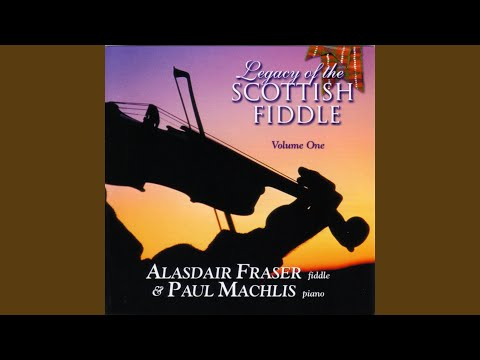 Legacy of the
SCOTTISH
FIDDLE
Volume One
ALASDAIR FRASER fiddle
& PAUL MACHLIS piano